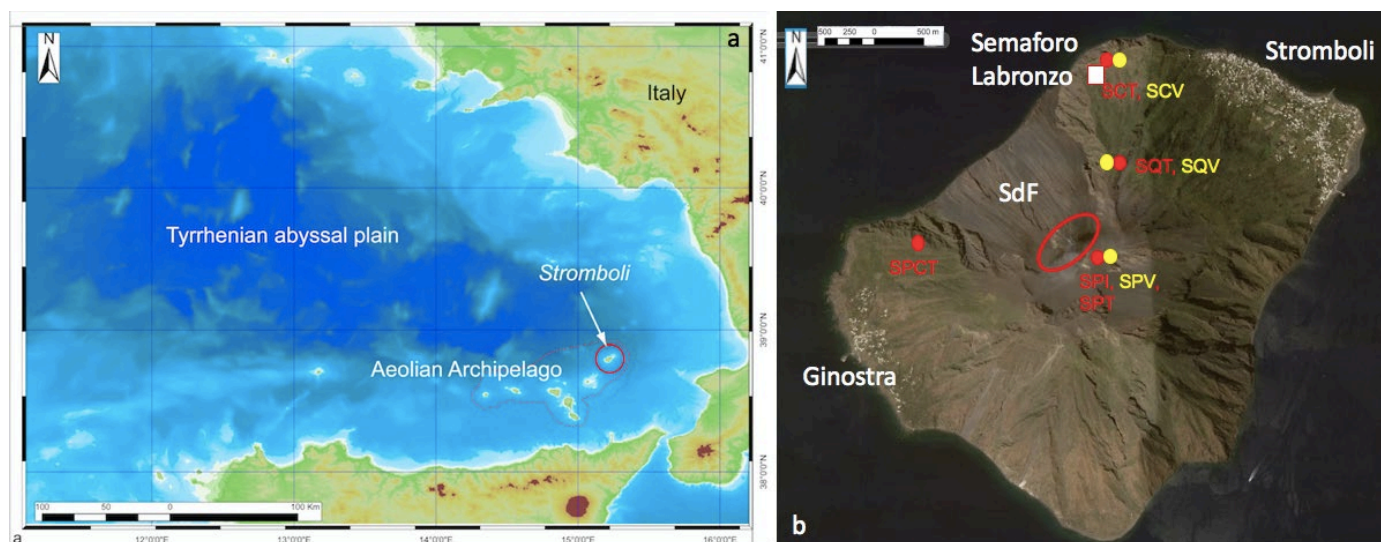 a
N
Italy
41°0'0"N
40°0'0"N
39°0'0"N
38°0'0"N
Tyrrhenian abyssal plain
Stromboli
Aeolian Archipelago
100 50 0 100 Km
12°0'0"E 13°0'0"E 14°0'0"E 15°0'0"E 16°0'0"E
a
500 250 0 500 m
N
Semaforo
Labronzo
Stromboli
SCT, SCV
SQT, SQV
SdF
SPCT
SPI, SPV,
SPT
Ginostra
b